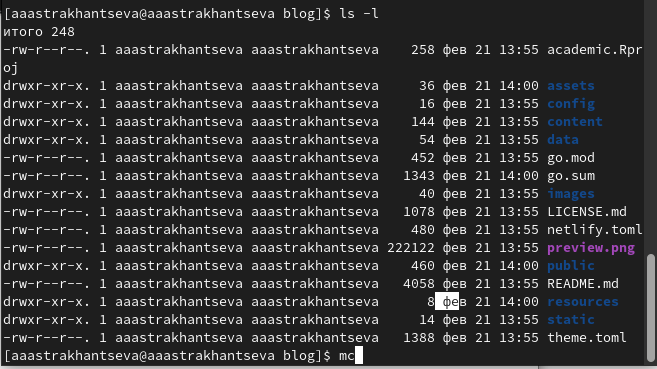 [aaastrakhantseva@aaastrakhantseva blog]$ ls -l
итого 248
-rw-r--r--. 1 aaastrakhantseva aaastrakhantseva    258 фев 21 13:55 academic.Rpr
oj
drwxr-xr-x. 1 aaastrakhantseva aaastrakhantseva     36 фев 21 14:00 assets
drwxr-xr-x. 1 aaastrakhantseva aaastrakhantseva     16 фев 21 13:55 config
drwxr-xr-x. 1 aaastrakhantseva aaastrakhantseva    144 фев 21 13:55 content
drwxr-xr-x. 1 aaastrakhantseva aaastrakhantseva     54 фев 21 13:55 data
-rw-r--r--. 1 aaastrakhantseva aaastrakhantseva    452 фев 21 13:55 go.mod
-rw-r--r--. 1 aaastrakhantseva aaastrakhantseva   1343 фев 21 14:00 go.sum
drwxr-xr-x. 1 aaastrakhantseva aaastrakhantseva     40 фев 21 13:55 images
-rw-r--r--. 1 aaastrakhantseva aaastrakhantseva   1078 фев 21 13:55 LICENSE.md
-rw-r--r--. 1 aaastrakhantseva aaastrakhantseva    480 фев 21 13:55 netlify.toml
-rw-r--r--. 1 aaastrakhantseva aaastrakhantseva 222122 фев 21 13:55 preview.png
drwxr-xr-x. 1 aaastrakhantseva aaastrakhantseva    460 фев 21 14:00 public
-rw-r--r--. 1 aaastrakhantseva aaastrakhantseva   4058 фев 21 13:55 README.md
drwxr-xr-x. 1 aaastrakhantseva aaastrakhantseva      8 фев 21 14:00 resources
drwxr-xr-x. 1 aaastrakhantseva aaastrakhantseva     14 фев 21 13:55 static
-rw-r--r--. 1 aaastrakhantseva aaastrakhantseva   1388 фев 21 13:55 theme.toml
[aaastrakhantseva@aaastrakhantseva blog]$ mc